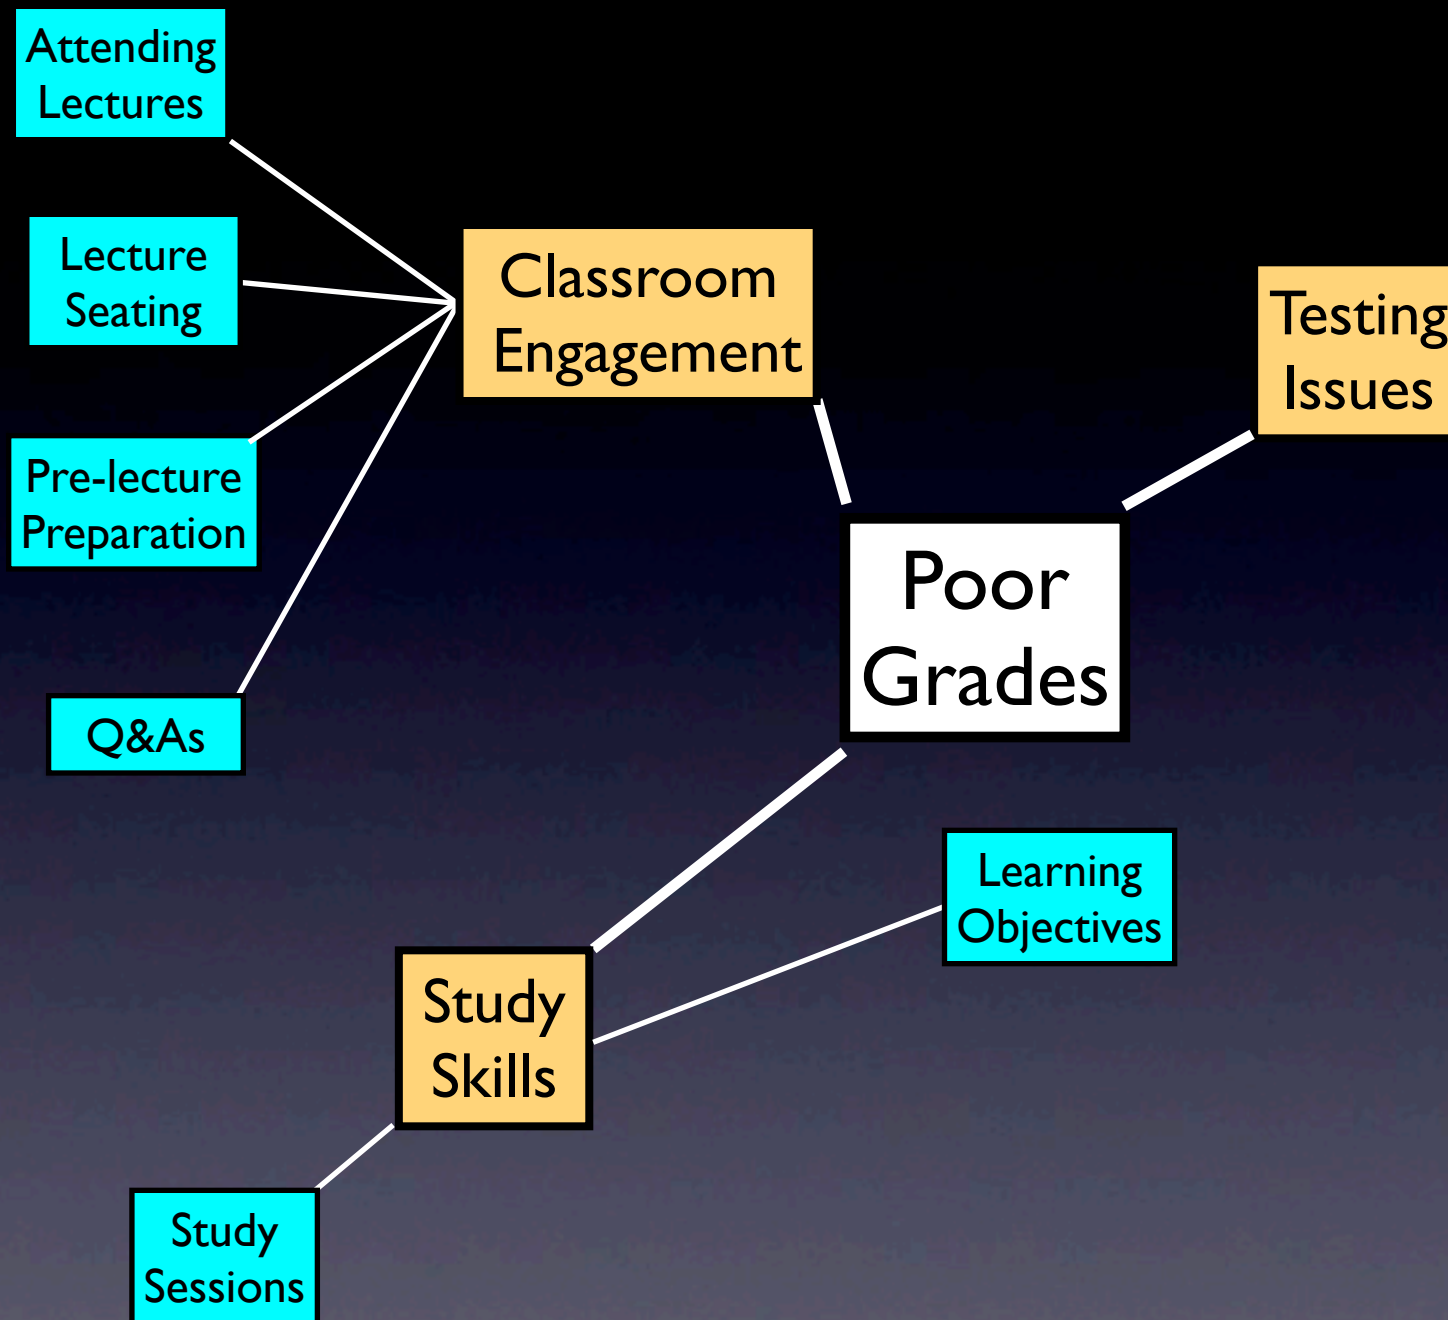 Attending
Lectures
Lecture
Seating
Classroom
Engagement
Testing
Issues
Pre-lecture
Preparation
Poor
Grades
Q&As
Learning
Objectives
Study
Skills
Study
Sessions